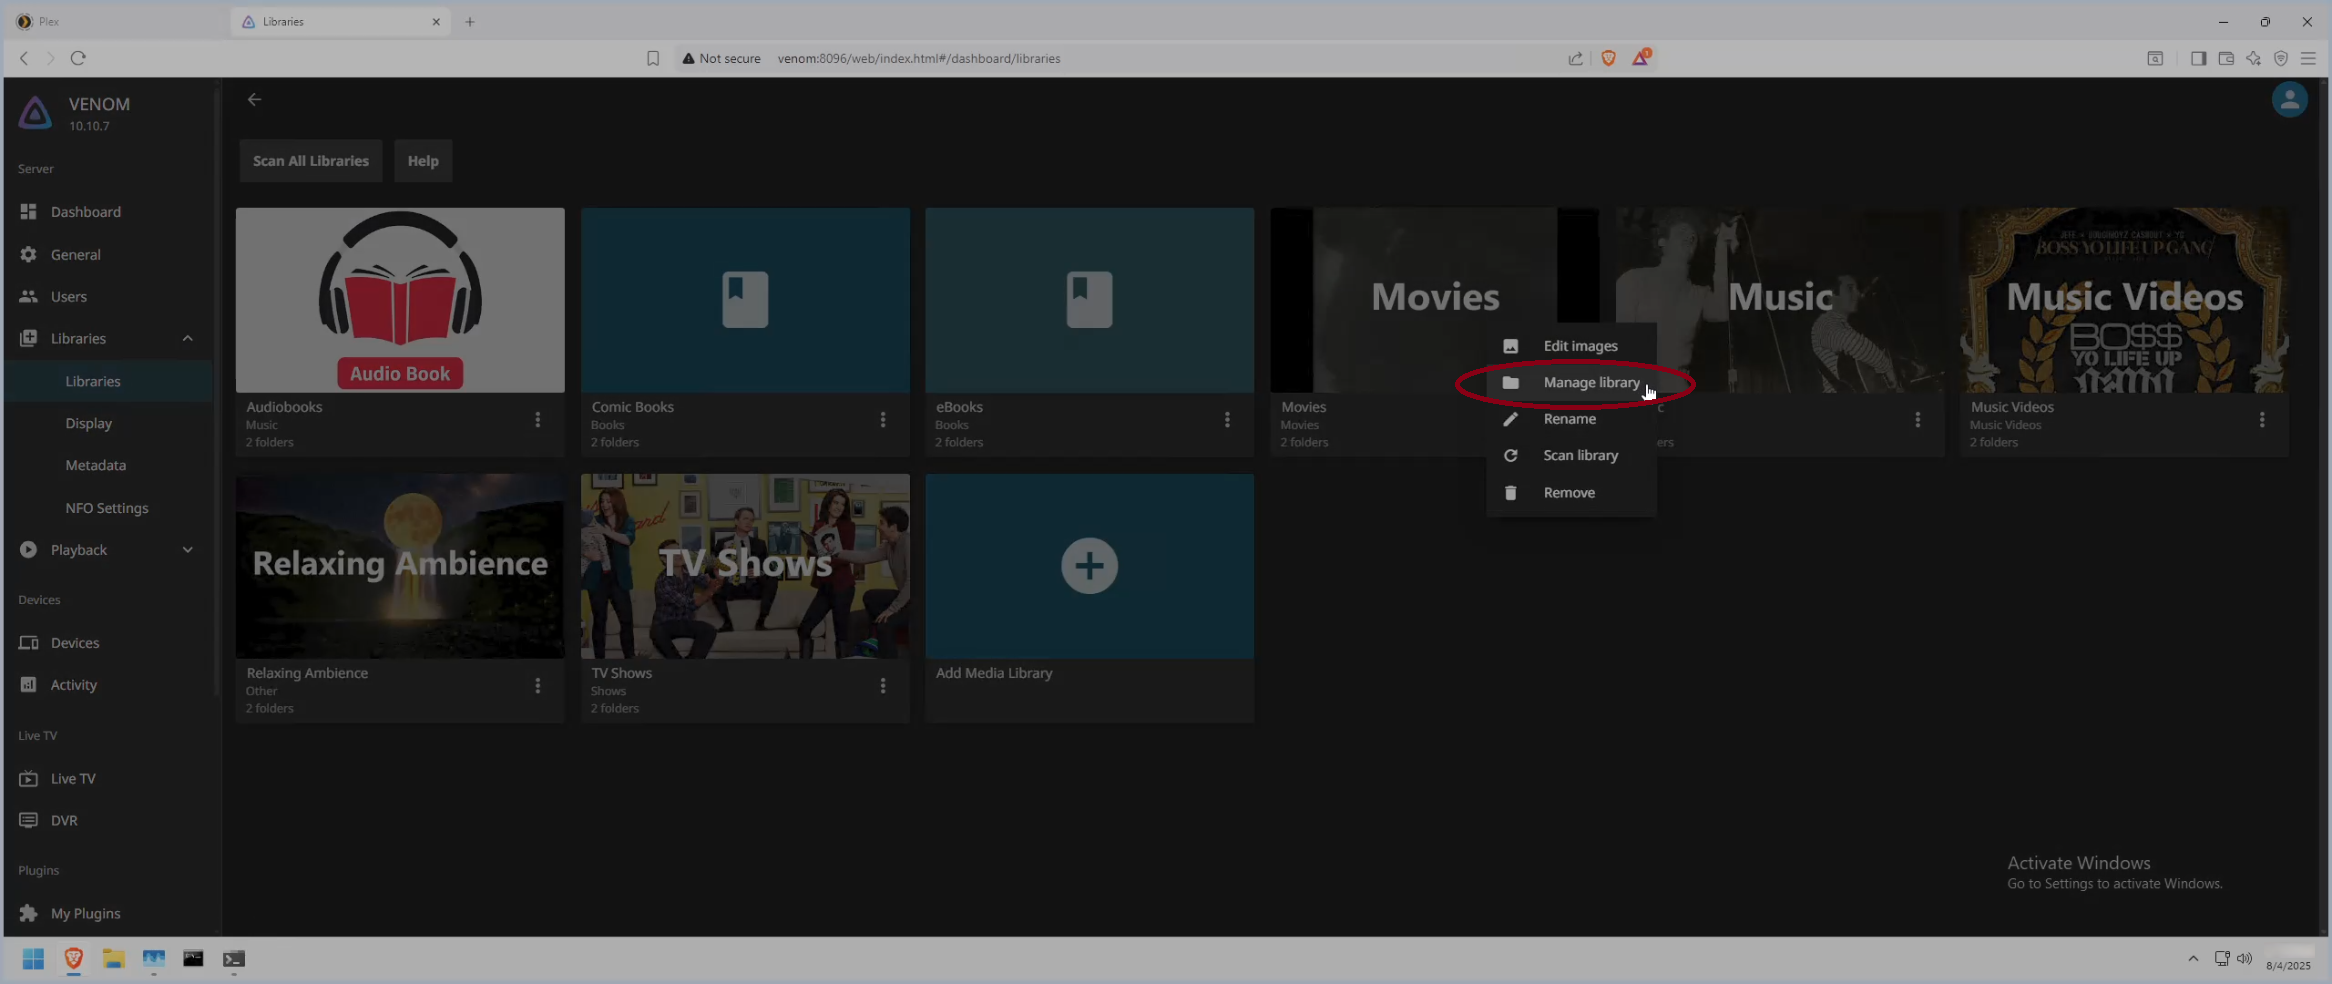 Plex
Libraries
Not secure
venom:8096/web/index.html#/dashboard/libraries
1
VENOM
10.10.7
Server
Dashboard
General
Users
Libraries
Libraries
Display
Metadata
NFO Settings
Playback
Devices
Devices
Activity
Live TV
Live TV
DVR
Plugins
My Plugins
Scan All Libraries
Help
Audio Book
Audiobooks
Music
2 folders
Comic Books
Books
2 folders
eBooks
Books
2 folders
Movies
Movies
Movies
2 folders
Edit images
Manage library
Rename
Scan library
Remove
Music
c
ers
BOSS YO LIFE UP GANG
Music Videos
BO$$
YO LIFE UP
Music Videos
Music Videos
2 folders
Relaxing Ambience
Relaxing Ambience
Other
2 folders
TV Shows
TV Shows
Shows
2 folders
Add Media Library
Activate Windows
Go to Settings to activate Windows.
8/4/2025